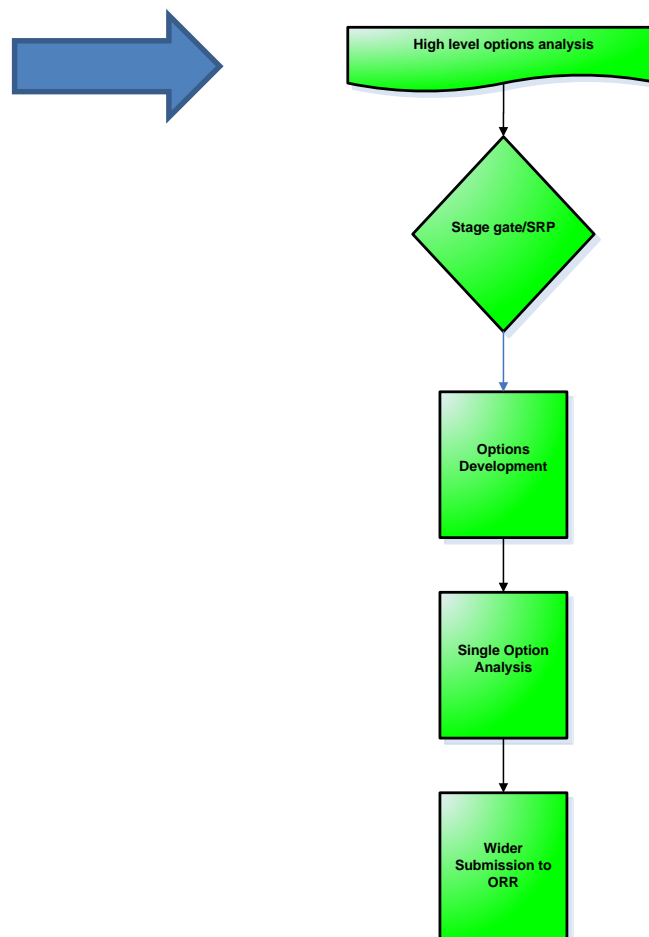 High level options analysis
Stage gate/SRP
Options
Development
Single Option
Analysis
Wider
Submission to
ORR